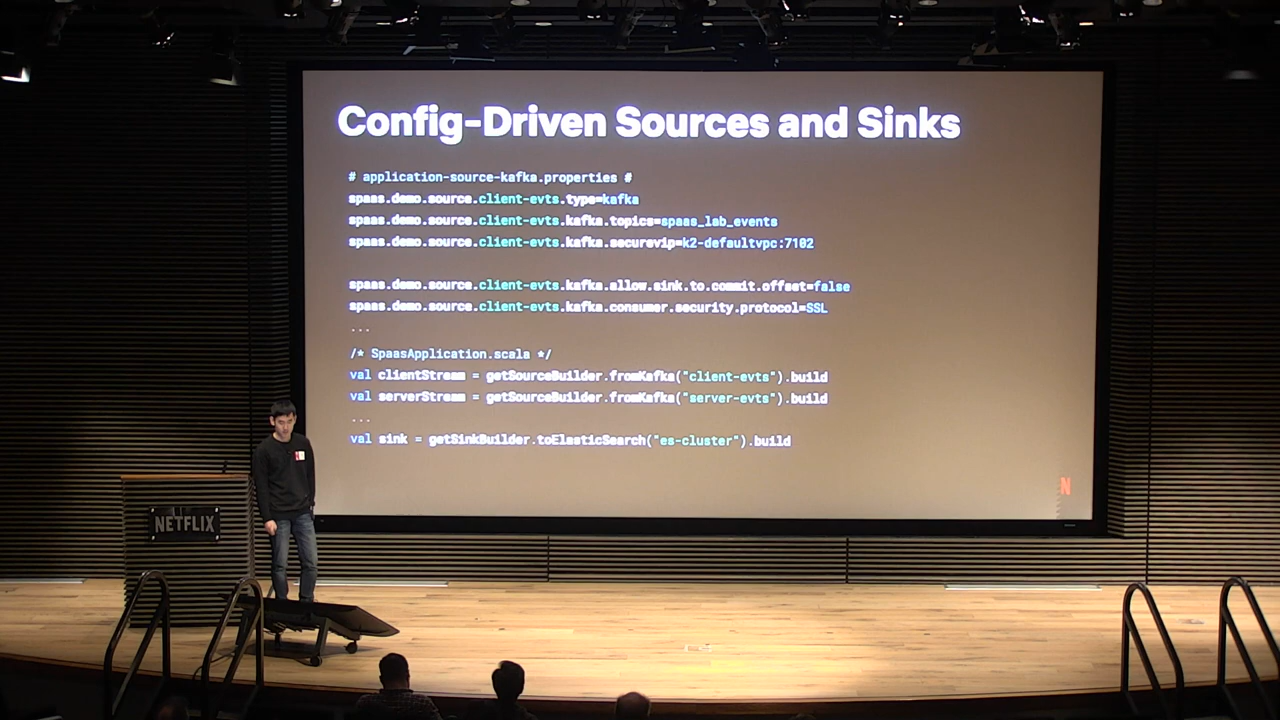 Config-Driven Sources and Sinks
# application-source-kafka.properties #
spaas.demo.source.client-evts.type=kafka
spaas.demo.source.client-evts.kafka.topics=spaas_lab_events
spaas.demo.source.client-evts.kafka.securevip=k2-defaultvpc:7102
spaas.demo.source.client-evts.kafka.allow.sink.to.commit.offset=false
spaas.demo.source.client-evts.kafka.consumer.security.protocol=SSL
...
/* SpaasApplication.scala */
val clientStream = getSourceBuilder.fromKafka("client-evts").build
val serverStream = getSourceBuilder.fromKafka("server-evts").build
...
val sink = getSinkBuilder.toElasticSearch("es-cluster").build
N
NETFLIX